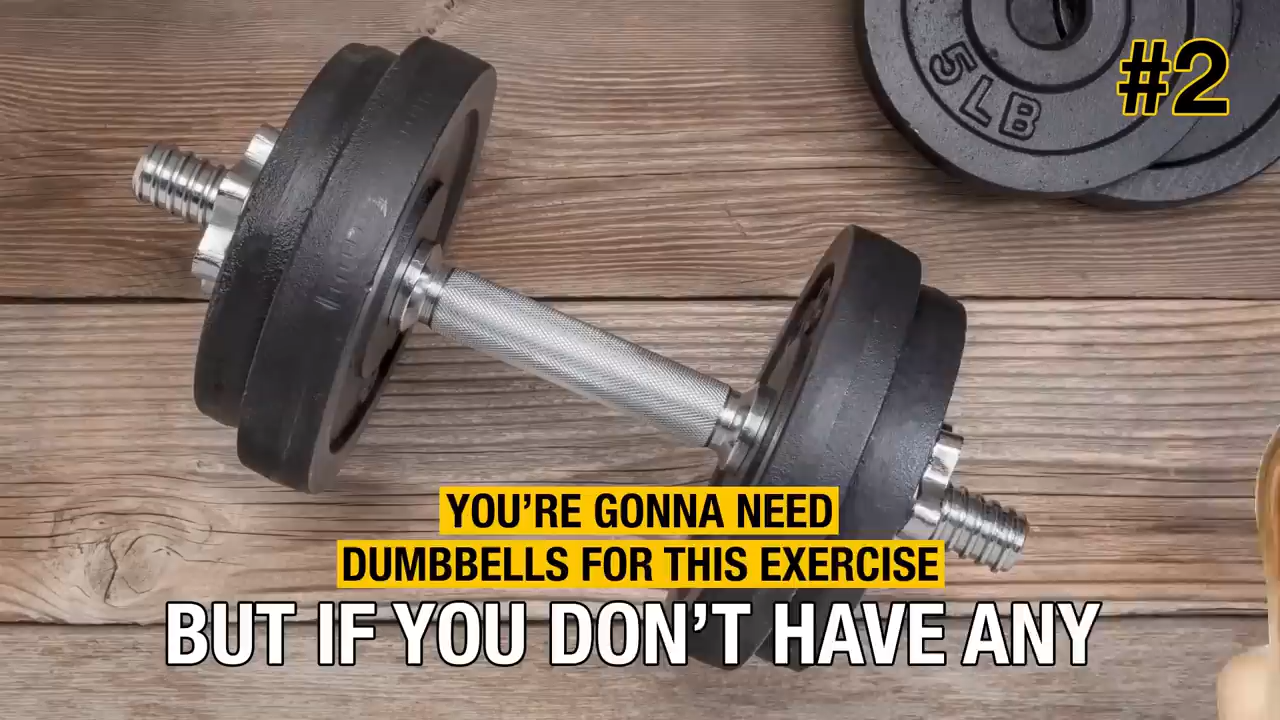 #2
5LB
YOU'RE GONNA NEED
DUMBBELLS FOR THIS EXERCISE
BUT IF YOU DON'T HAVE ANY